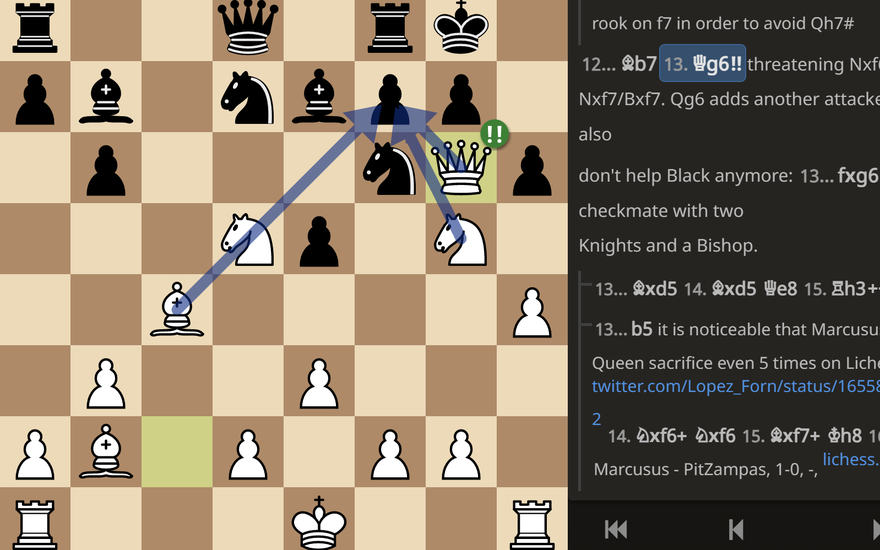 rook on f7 in order to avoid Qh7#
12... ♝b7 13. ♕g6!! threatening Nxf6
Nxf7/Bxf7. Qg6 adds another attacke
also
don't help Black anymore: 13... fxg6
checkmate with two
Knights and a Bishop.
13... ♝xd5 14. ♝xd5 ♕e8 15. ♖h3+-
13... b5 it is noticeable that Marcusu
Queen sacrifice even 5 times on Liche
twitter.com/Lopez_Forn/status/16558
2
14. ♘xf6+ ♘xf6 15. ♝xf7+ ♔h8 16
Marcusus - PitZampas, 1-0, -, lichess.
!!